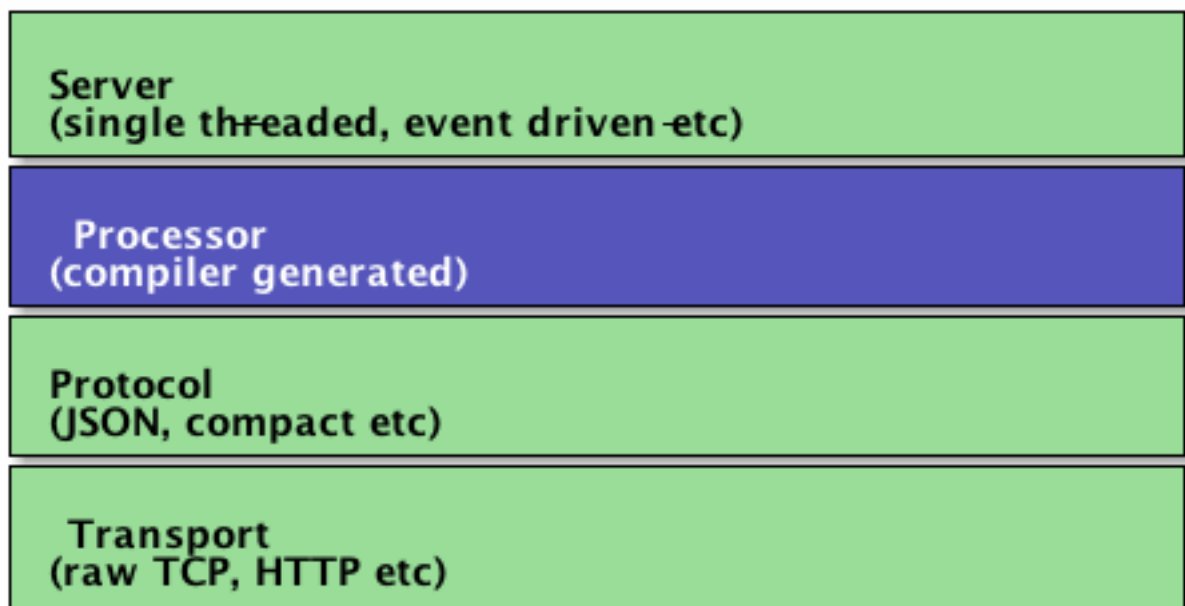 Server
(single threaded, event driven etc)
Processor
(compiler generated)
Protocol
(JSON, compact etc)
Transport
(raw TCP, HTTP etc)